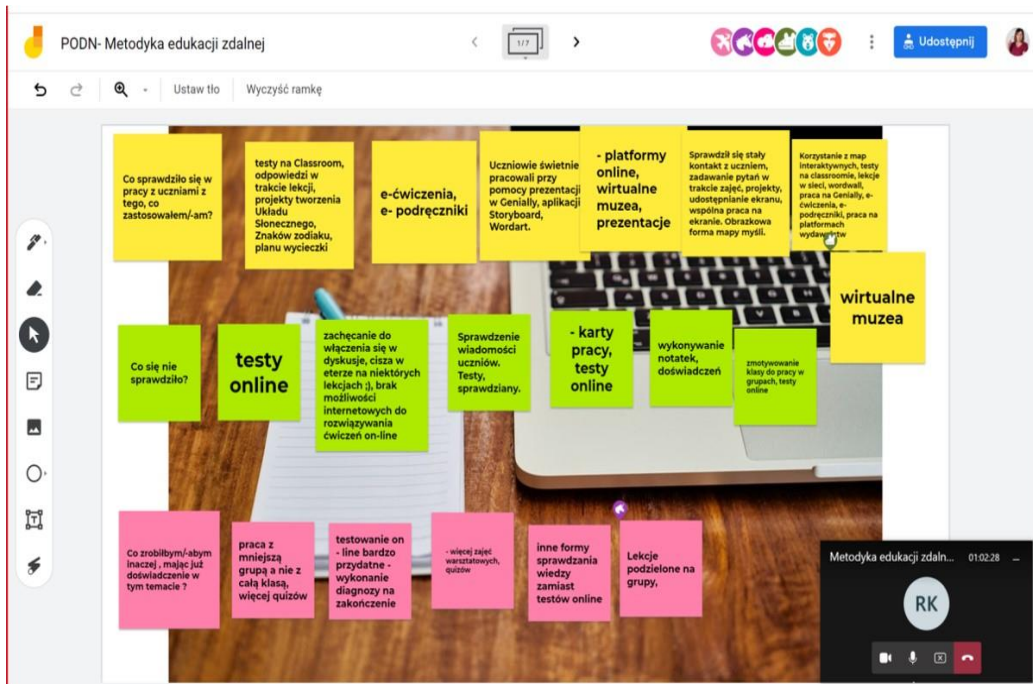 PODN- Metodyka edukacji zdalnej
1/7
Udostępnij
Ustaw tło
Wyczyść ramkę
Co sprawdziło się w
pracy z uczniami z
tego, co
zastosowałem/-am?
testy na Classroom,
odpowiedzi w
trakcie lekcji,
projekty tworzenia
Układu
Słonecznego,
Znaków zodiaku,
planu wycieczki
e-ćwiczenia,
e- podręczniki
Uczniowie świetnie
pracowali przy
pomocy prezentacji
w Genially, aplikacji
Storyboard,
Wordart.
- platformy
online,
wirtualne
muzea,
prezentacje
Sprawdził się stały
kontakt z uczniem,
zadawanie pytań w
trakcie zajęć, projekty,
udostępnianie ekranu,
wspólna praca na
ekranie. Obrazkowa
forma mapy myśli.
Korzystanie z map
interaktywnych, testy
na classroomie, lekcje
w sieci, wordwall,
praca na Genially, e-
ćwiczenia, e-
podręczniki, praca na
platformach
wydawnictw
wirtualne
muzea
Co się nie
sprawdziło?
testy
online
zachęcanie do
włączenia się w
dyskusje, cisza w
eterze na niektórych
lekcjach ;), brak
możliwości
internetowych do
rozwiązywania
ćwiczeń on-line
Sprawdzenie
wiadomości
uczniów.
Testy,
sprawdziany.
- karty
pracy,
testy
online
wykonywanie
notatek,
doświadczeń
zmotywowanie
klasy do pracy w
grupach, testy
online
Co zrobiłbym/-abym
inaczej , mając już
doświadczenie w
tym temacie ?
praca z
mniejszą
grupą a nie z
całą klasą,
więcej quizów
testowanie on
- line bardzo
przydatne -
wykonanie
diagnozy na
zakończenie
- więcej zajęć
warsztatowych,
quizów
inne formy
sprawdzania
wiedzy
zamiast
testów online
Lekcje
podzielone na
grupy,
Metodyka edukacji zdaln... 01:02:28
RK